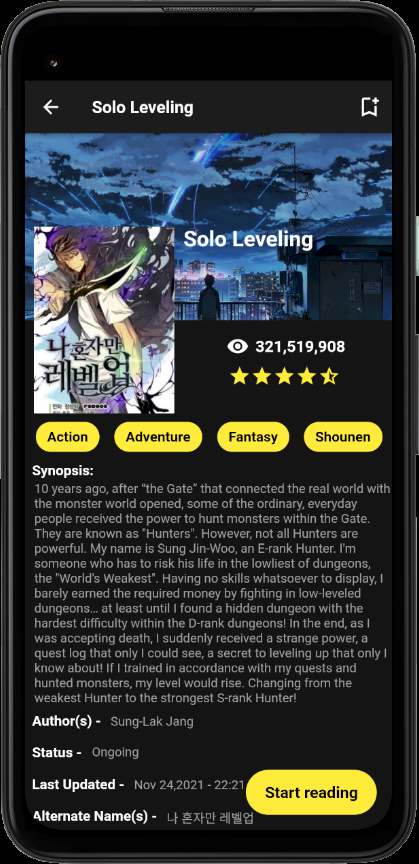 Solo Leveling
Solo Leveling
나 혼자만
레벨업
321,519,908
Action Adventure Fantasy Shounen
Synopsis:
10 years ago, after "the Gate" that connected the real world with
the monster world opened, some of the ordinary, everyday
people received the power to hunt monsters within the Gate.
They are known as "Hunters". However, not all Hunters are
powerful. My name is Sung Jin-Woo, an E-rank Hunter. I'm
someone who has to risk his life in the lowliest of dungeons,
the "World's Weakest". Having no skills whatsoever to display, I
barely earned the required money by fighting in low-leveled
dungeons… at least until I found a hidden dungeon with the
hardest difficulty within the D-rank dungeons! In the end, as I
was accepting death, I suddenly received a strange power, a
quest log that only I could see, a secret to leveling up that only I
know about! If I trained in accordance with my quests and
hunted monsters, my level would rise. Changing from the
weakest Hunter to the strongest S-rank Hunter!
Author(s) - Sung-Lak Jang
Status - Ongoing
Last Updated - Nov 24,2021 - 22:21
Start reading
Alternate Name(s) - 나 혼자만 레벨업